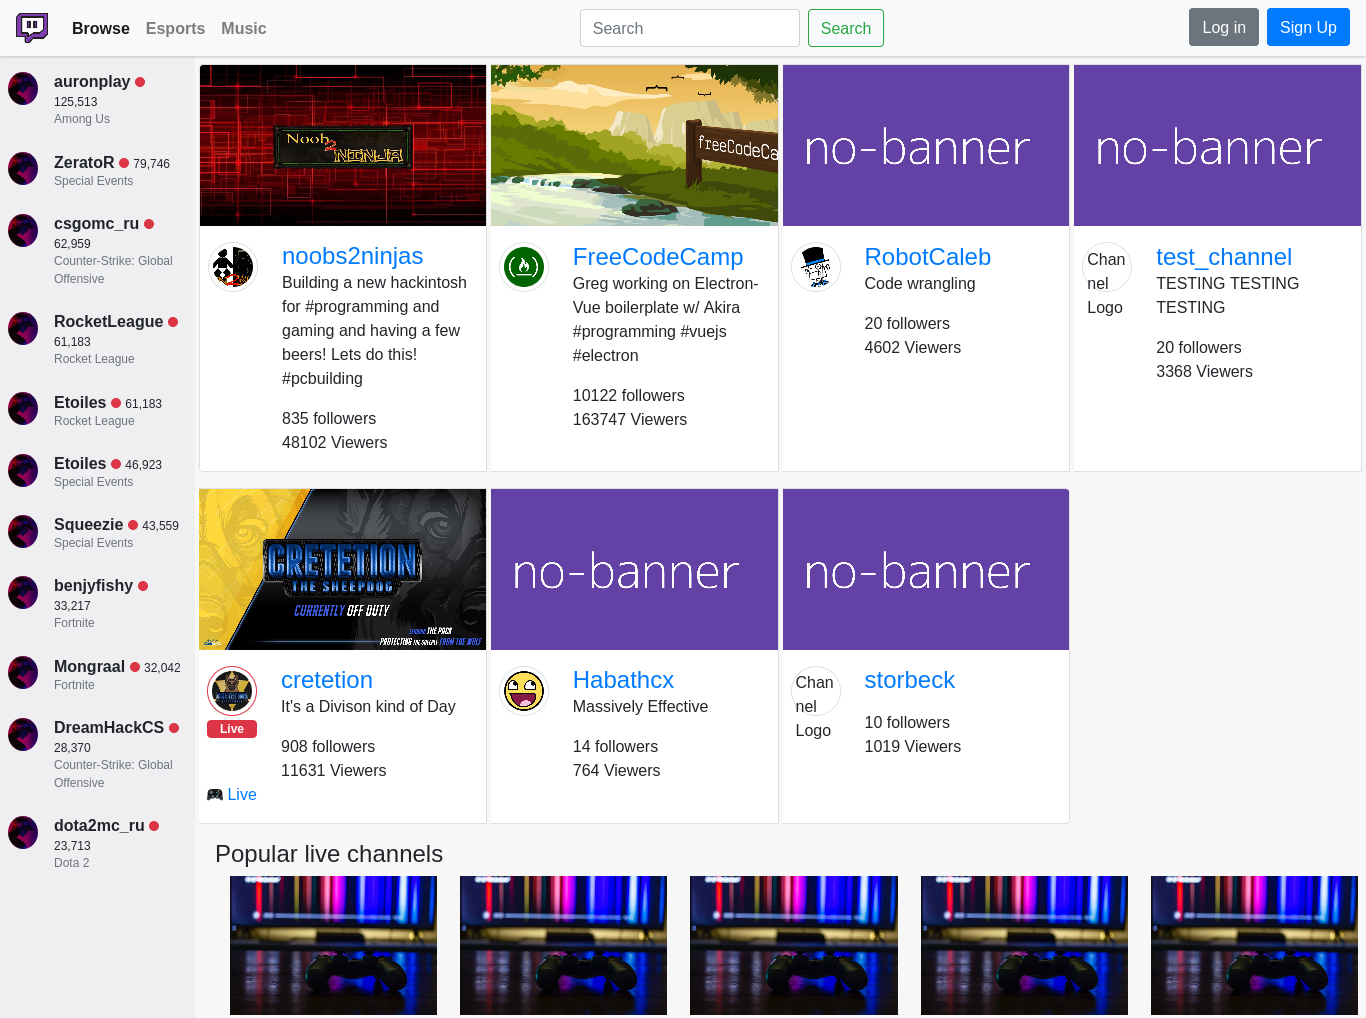 Browse Esports Music Search Search Log in Sign Up
auronplay
125,513
Among Us
ZeratoR 79,746
Special Events
csgomc_ru
62,959
Counter-Strike: Global
Offensive
RocketLeague
61,183
Rocket League
Etoiles 61,183
Rocket League
Etoiles 46,923
Special Events
Squeezie 43,559
Special Events
benjyfishy
33,217
Fortnite
Mongraal 32,042
Fortnite
DreamHackCS
28,370
Counter-Strike: Global
Offensive
dota2mc_ru
23,713
Dota 2
Noob
2
NINJA
noobs2ninjas
Building a new hackintosh
for #programming and
gaming and having a few
beers! Lets do this!
#pcbuilding
835 followers
48102 Viewers
freeCodeCa
FreeCodeCamp
Greg working on Electron-
Vue boilerplate w/ Akira
#programming #vuejs
#electron
10122 followers
163747 Viewers
no-banner
RobotCaleb
Code wrangling
20 followers
4602 Viewers
no-banner
Chan
nel
Logo
test_channel
TESTING TESTING
TESTING
20 followers
3368 Viewers
CRETETION
THE SHEEPDOG
CURRENTLY OFF DUTY
LEADING THE PACK
PROTECTING THE SHEEPLE FROM THE WOLF
Live
Live
cretetion
It's a Divison kind of Day
908 followers
11631 Viewers
no-banner
Habathcx
Massively Effective
14 followers
764 Viewers
no-banner
Chan
nel
Logo
storbeck
10 followers
1019 Viewers
Popular live channels